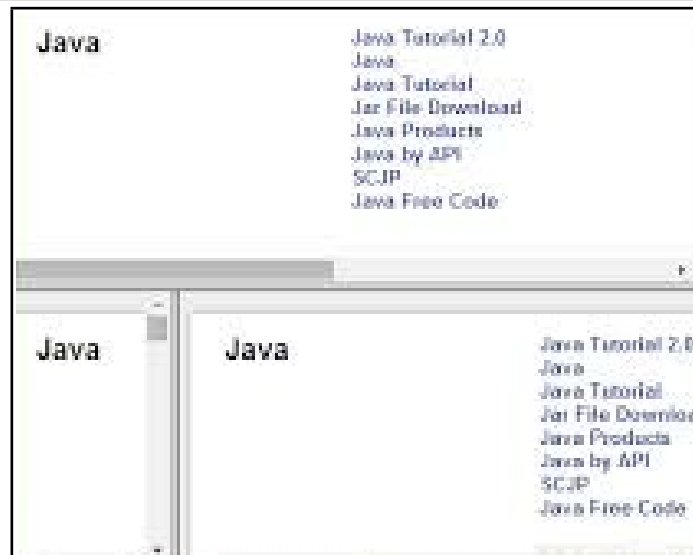 Java
Java Tutorial 2.0
Java
Java Tutorial
Jar File Download
Java Products
Java by API
SCJP
Java Free Code
Java
Java
Java Tutorial 2.0
Java
Java Tutorial
Jar File Downloa
Java Products
Java by API
SCJP
Java Free Code